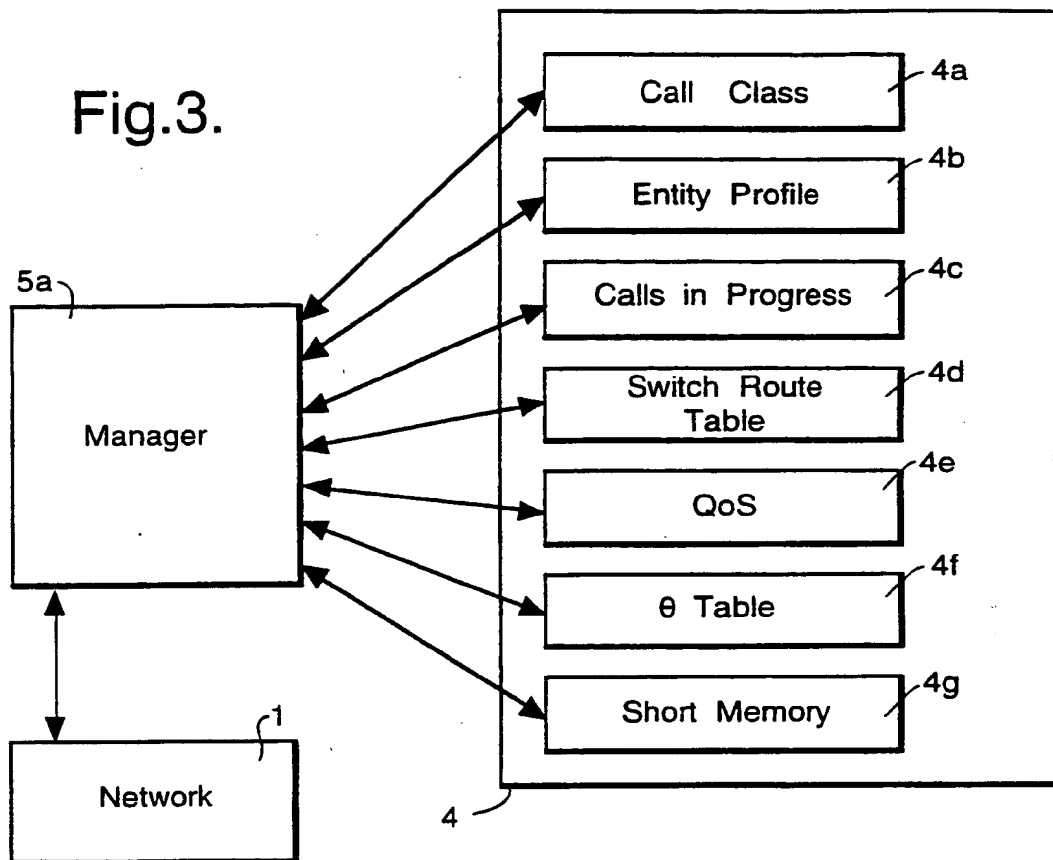 Fig.3.
Call Class
4a
Entity Profile
4b
Calls in Progress
4c
Switch Route
Table
4d
QoS
4e
θ Table
4f
Short Memory
4g
5a
Manager
1
Network
4